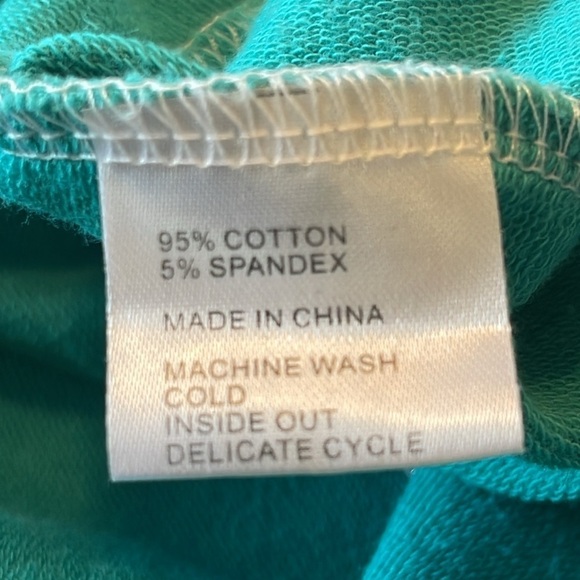 95% COTTON
5% SPANDEX
MADE IN CHINA
MACHINE WASH
COLD
INSIDE OUT
DELICATE CYCLE